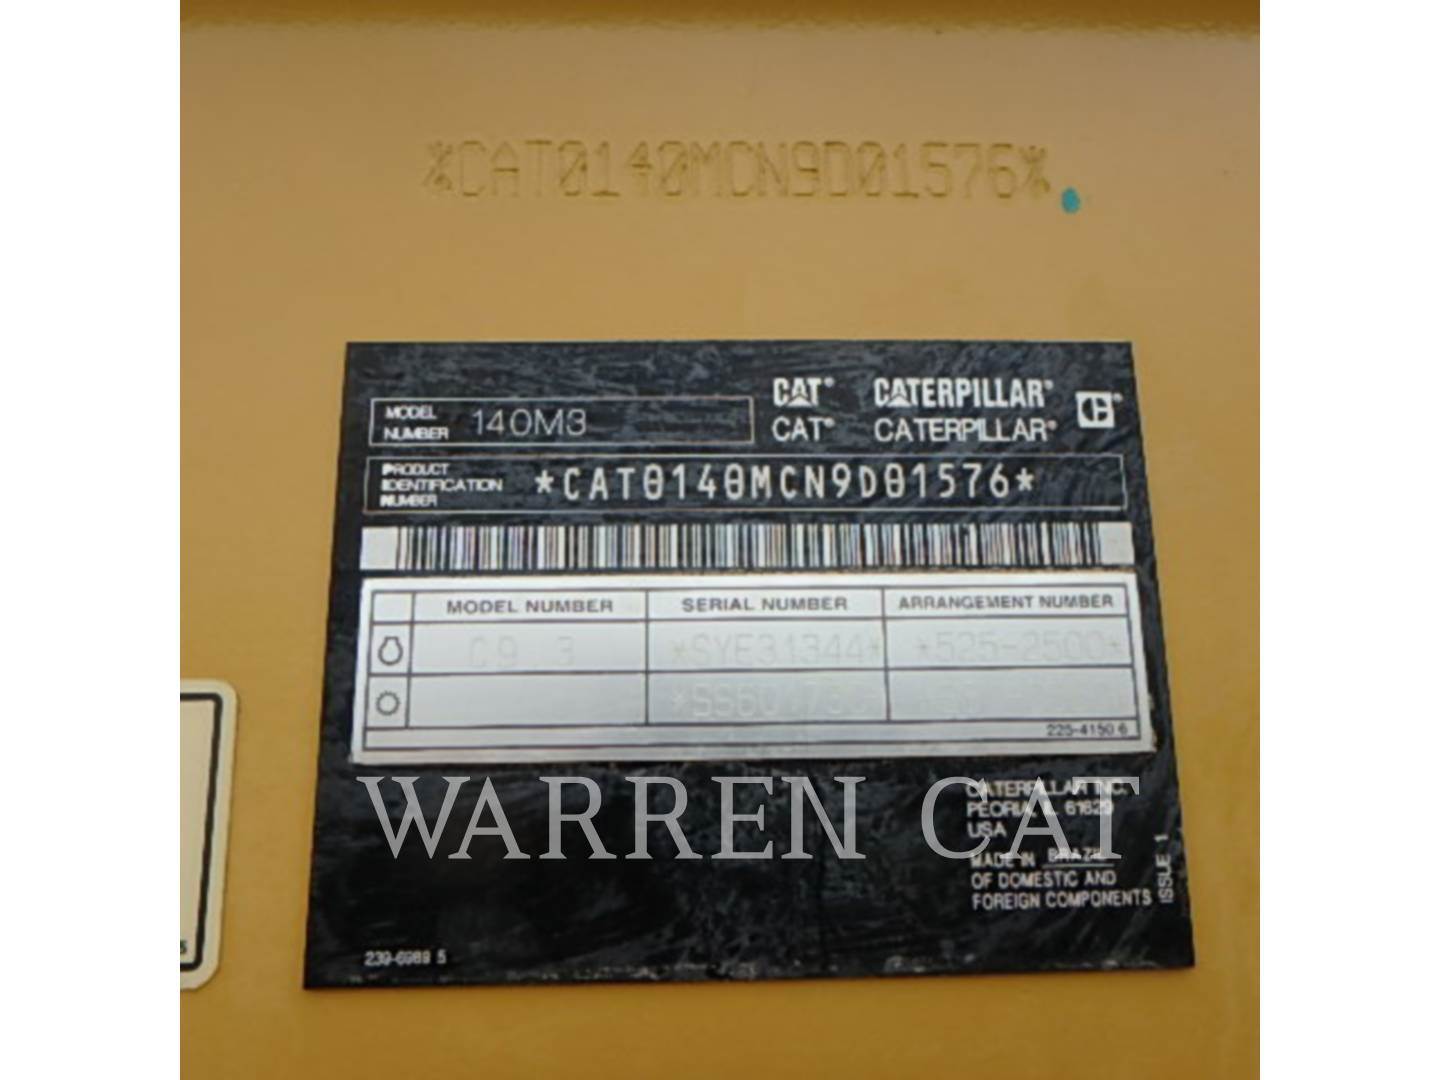 *CAT0140MCN9D01576*
CAT® CATERPILLAR®
MODEL NUMBER 140M3
CAT® CATERPILLAR®
PRODUCT IDENTIFICATION NUMBER *CAT0140MCN9D01576*
MODEL NUMBER SERIAL NUMBER ARRANGEMENT NUMBER
C9.3 *SYE31344* *525-2500*
225-4150 6
WARREN CAT
CATERPILLAR INC.
PEORIA IL 61629
USA
MADE IN BRAZIL
OF DOMESTIC AND
FOREIGN COMPONENTS
ISSUE 1
239-6989 5